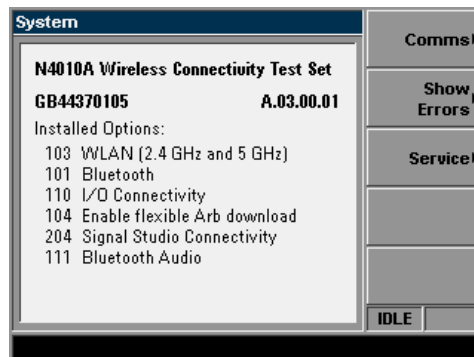 System
N4010A Wireless Connectivity Test Set
GB44370105 A.03.00.01
Installed Options:
103 WLAN (2.4 GHz and 5 GHz)
101 Bluetooth
110 I/O Connectivity
104 Enable flexible Arb download
204 Signal Studio Connectivity
111 Bluetooth Audio
Comms
Show
Errors
Service
IDLE